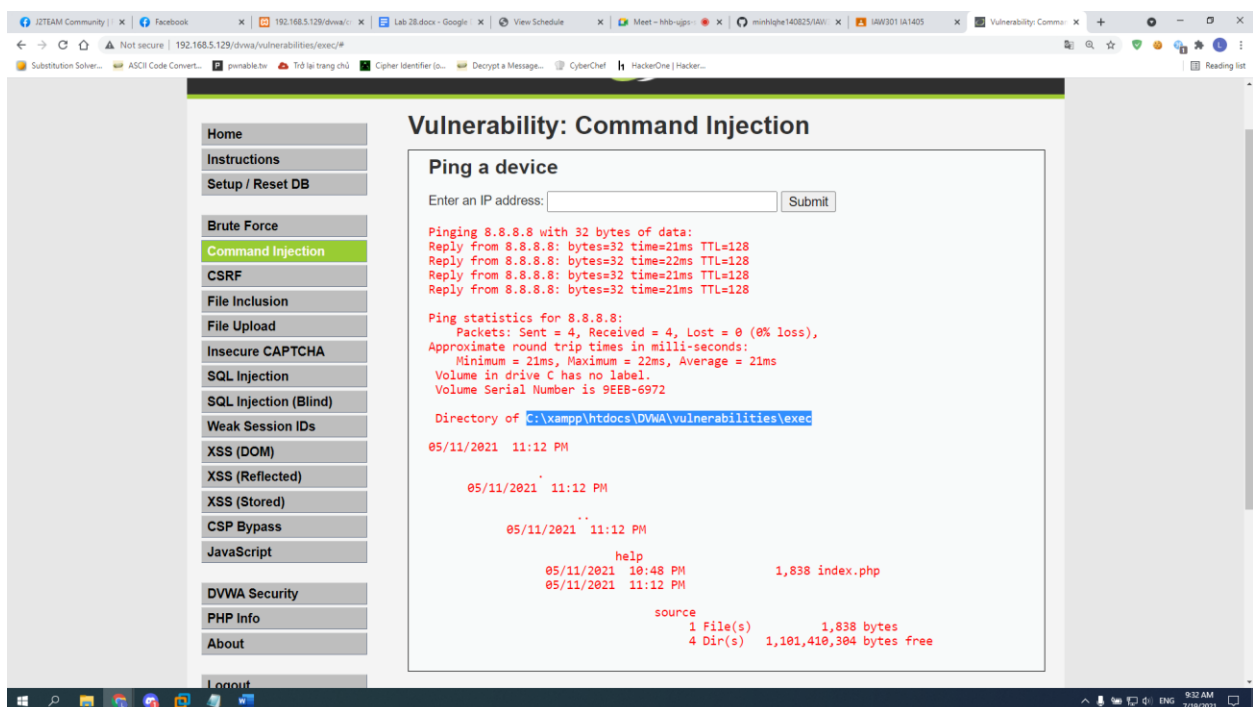 J2TEAM Community |
Facebook
192.168.5.129/dvwa/
Lab 28.docx - Google
View Schedule
Meet – hhb-ujps-
minhlqhe140825/IAW
IAW301 IA1405
Vulnerability: Comma
Not secure | 192.168.5.129/dvwa/vulnerabilities/exec/#
Substitution Solver...
ASCII Code Convert...
pwnable.tw
Trở lại trang chủ
Cipher Identifier (o...
Decrypt a Message...
CyberChef
HackerOne | Hacker...
Reading list
Home
Instructions
Setup / Reset DB
Brute Force
Command Injection
CSRF
File Inclusion
File Upload
Insecure CAPTCHA
SQL Injection
SQL Injection (Blind)
Weak Session IDs
XSS (DOM)
XSS (Reflected)
XSS (Stored)
CSP Bypass
JavaScript
DVWA Security
PHP Info
About
Logout
Vulnerability: Command Injection
Ping a device
Enter an IP address: Submit
Pinging 8.8.8.8 with 32 bytes of data:
Reply from 8.8.8.8: bytes=32 time=21ms TTL=128
Reply from 8.8.8.8: bytes=32 time=22ms TTL=128
Reply from 8.8.8.8: bytes=32 time=21ms TTL=128
Reply from 8.8.8.8: bytes=32 time=21ms TTL=128
Ping statistics for 8.8.8.8:
Packets: Sent = 4, Received = 4, Lost = 0 (0% loss),
Approximate round trip times in milli-seconds:
Minimum = 21ms, Maximum = 22ms, Average = 21ms
Volume in drive C has no label.
Volume Serial Number is 9EEB-6972
Directory of C:\xampp\htdocs\DVWA\vulnerabilities\exec
05/11/2021 11:12 PM
.
05/11/2021 11:12 PM
..
05/11/2021 11:12 PM
help
05/11/2021 10:48 PM 1,838 index.php
05/11/2021 11:12 PM
source
1 File(s) 1,838 bytes
4 Dir(s) 1,101,410,304 bytes free
ENG
9:32 AM
7/19/2021